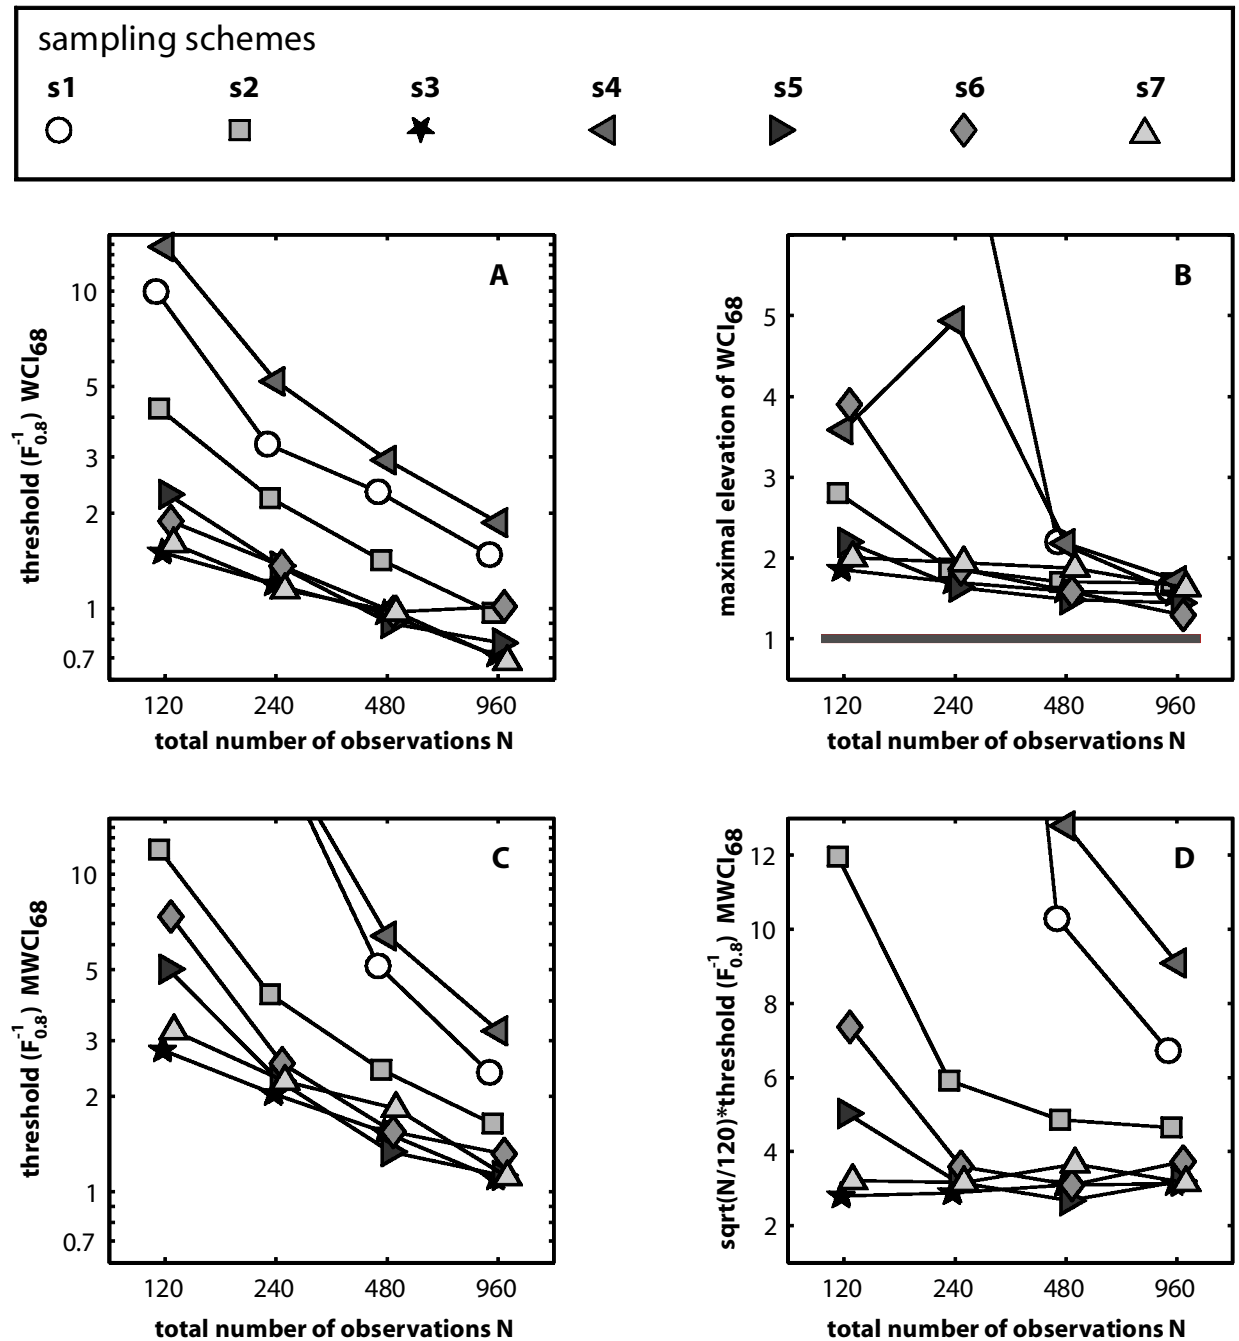 sampling schemes
s1 s2 s3 s4 s5 s6 s7
A
10
5
3
2
1
0.7
threshold (F⁻¹₀.₈) WCI₆₈
120 240 480 960
total number of observations N
B
5
4
3
2
1
maximal elevation of WCI₆₈
120 240 480 960
total number of observations N
C
10
5
3
2
1
0.7
threshold (F⁻¹₀.₈) MWCI₆₈
120 240 480 960
total number of observations N
D
12
10
8
6
4
2
sqrt(N/120)*threshold (F⁻¹₀.₈) MWCI₆₈
120 240 480 960
total number of observations N